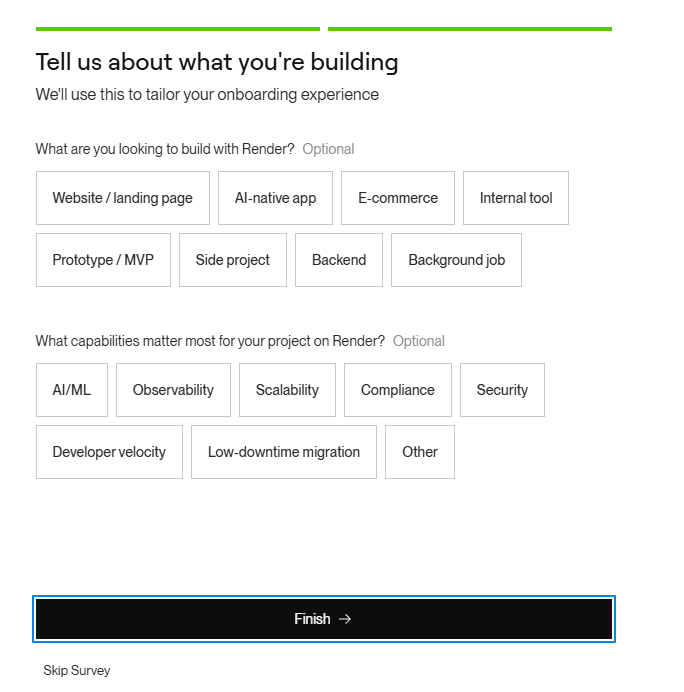 Tell us about what you're building
We'll use this to tailor your onboarding experience
What are you looking to build with Render? Optional
Website / landing page AI-native app E-commerce Internal tool
Prototype / MVP Side project Backend Background job
What capabilities matter most for your project on Render? Optional
AI/ML Observability Scalability Compliance Security
Developer velocity Low-downtime migration Other
Finish →
Skip Survey